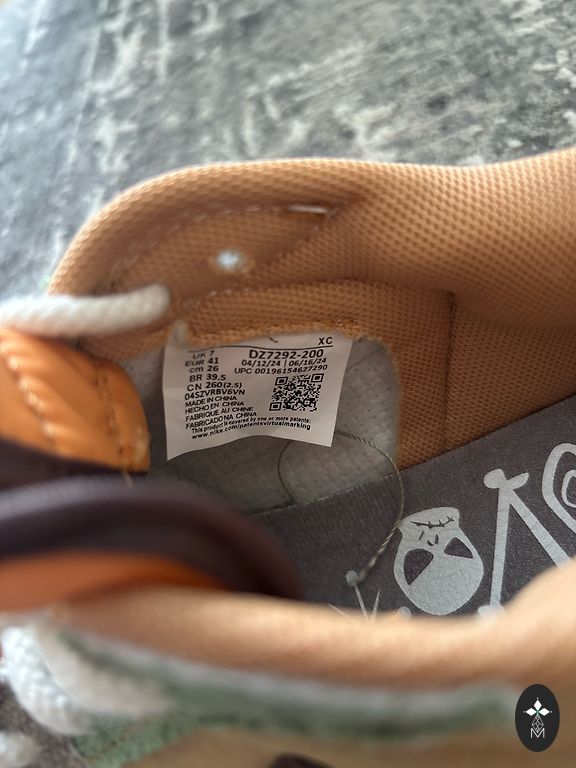 XC
UK 7
EUR 41
cm 26
BR 39.5
CN 260(2.5)
DZ7292-200
04/12/24 | 06/16/24
UPC 00196154627290
045ZVRBV6VN
MADE IN CHINA
HECHO EN CHINA
FABRIQUE AU CHINE
FABRICADO NA CHINA
This product is covered by one or more patents:
www.nike.com/patentsvirtualmarking
M